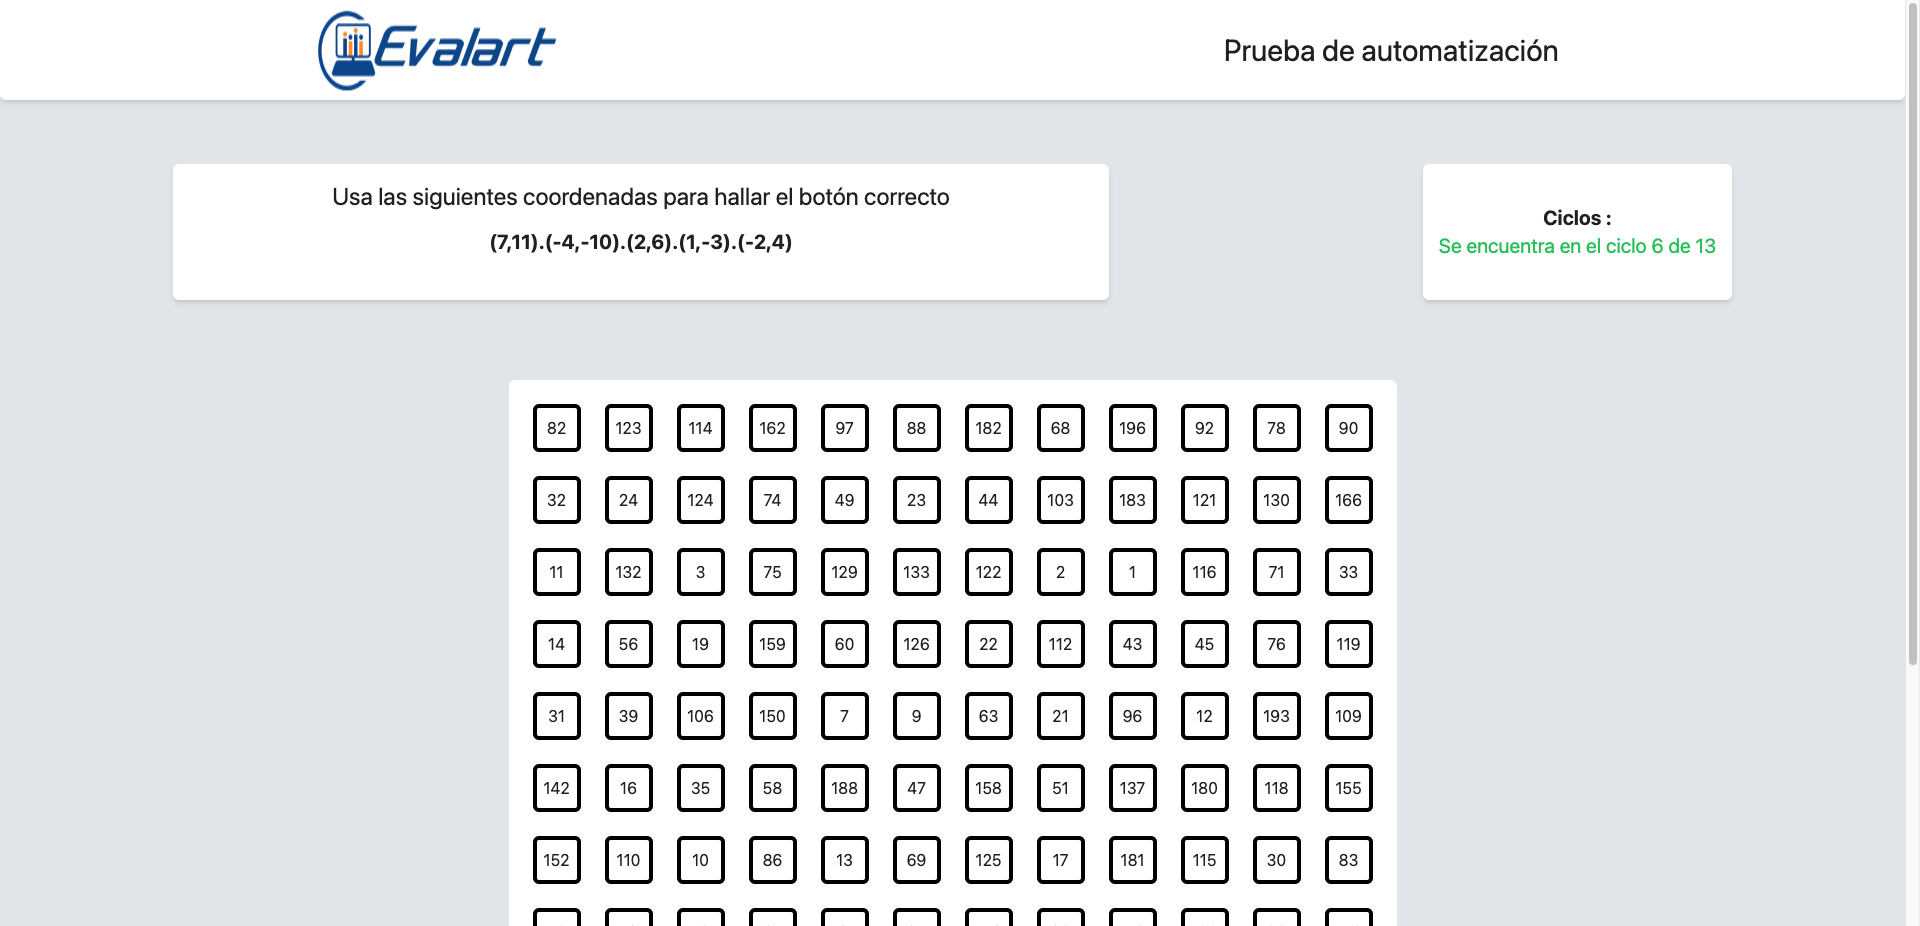 Evalart
Prueba de automatización
Usa las siguientes coordenadas para hallar el botón correcto
(7,11).(-4,-10).(2,6).(1,-3).(-2,4)
Ciclos :
Se encuentra en el ciclo 6 de 13
82 123 114 162 97 88 182 68 196 92 78 90
32 24 124 74 49 23 44 103 183 121 130 166
11 132 3 75 129 133 122 2 1 116 71 33
14 56 19 159 60 126 22 112 43 45 76 119
31 39 106 150 7 9 63 21 96 12 193 109
142 16 35 58 188 47 158 51 137 180 118 155
152 110 10 86 13 69 125 17 181 115 30 83